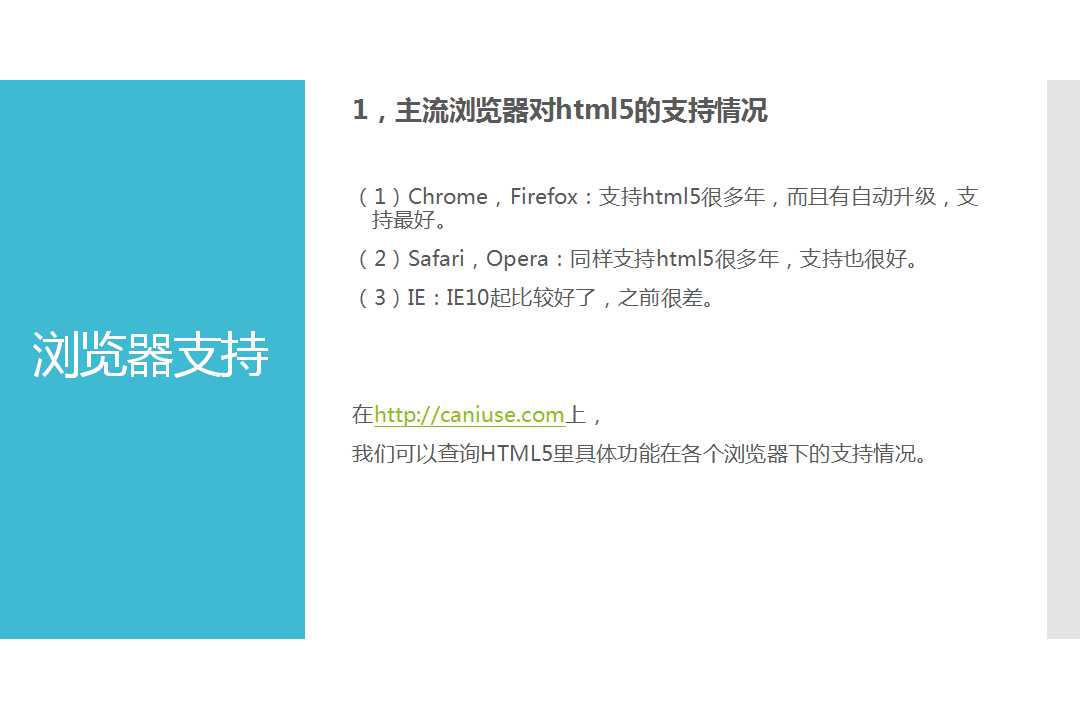 浏览器支持
1，主流浏览器对html5的支持情况
（1）Chrome，Firefox：支持html5很多年，而且有自动升级，支
持最好。
（2）Safari，Opera：同样支持html5很多年，支持也很好。
（3）IE：IE10起比较好了，之前很差。
在http://caniuse.com上，
我们可以查询HTML5里具体功能在各个浏览器下的支持情况。